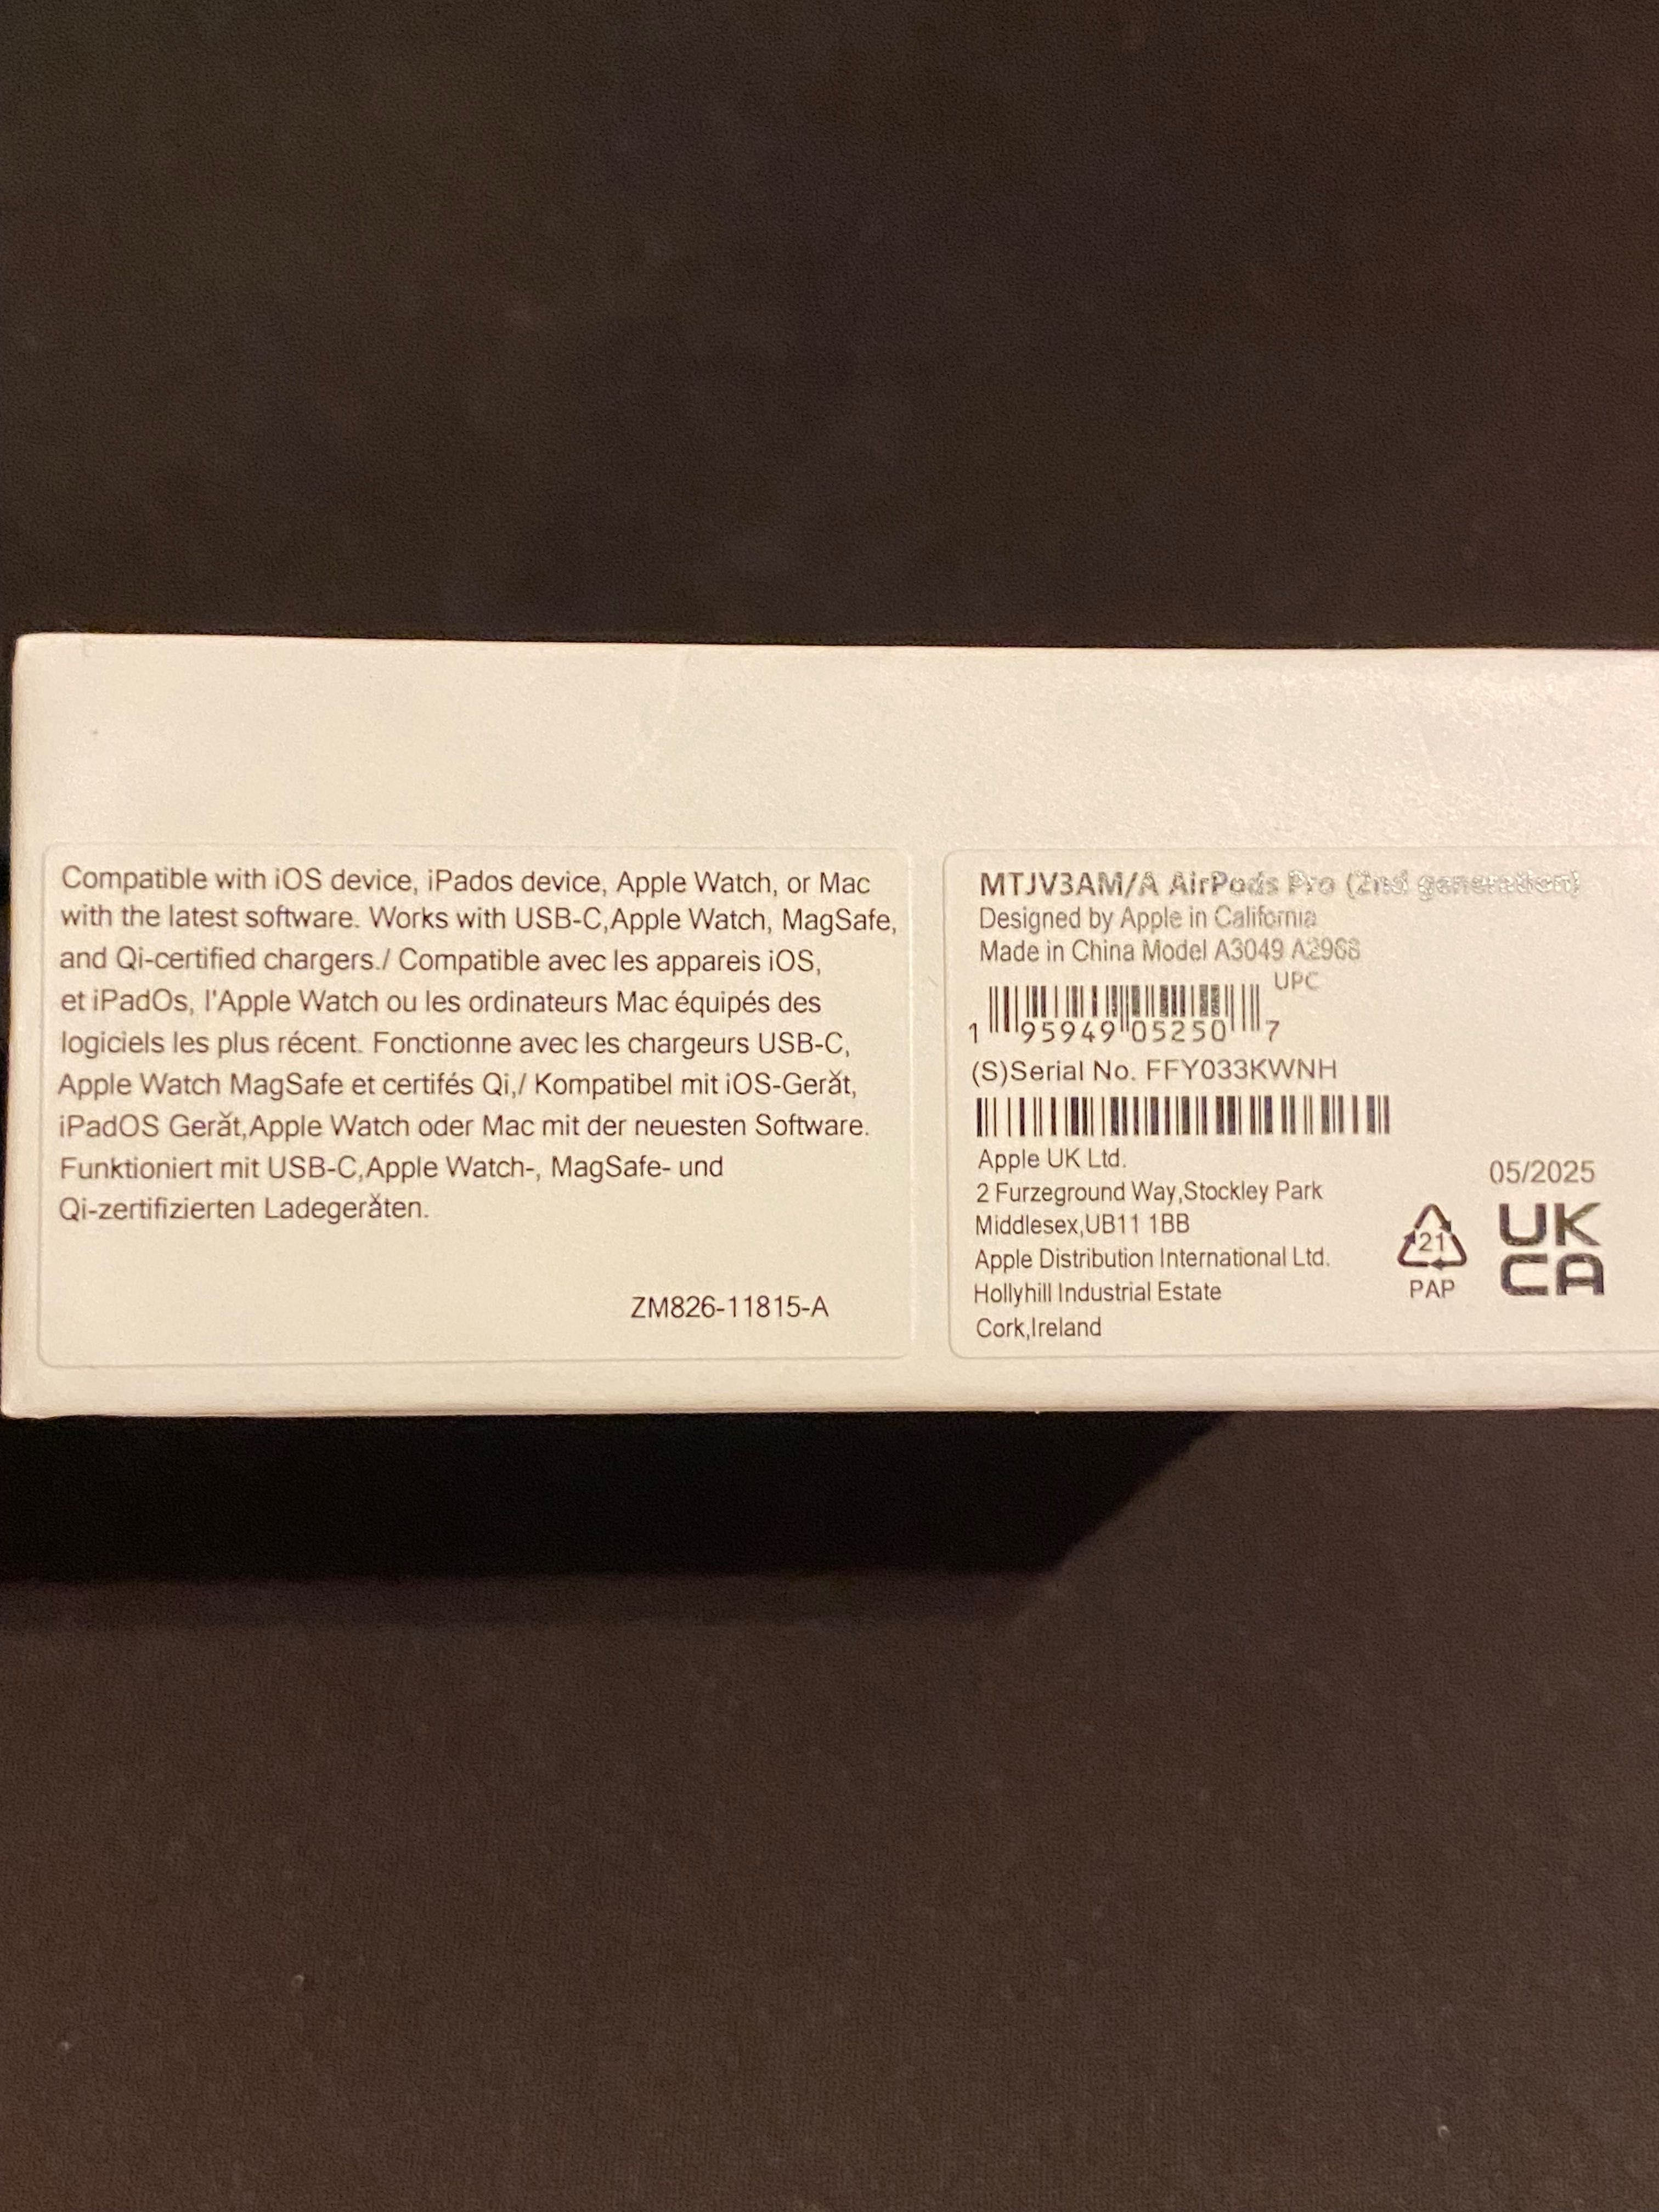 Compatible with iOS device, iPados device, Apple Watch, or Mac
with the latest software. Works with USB-C,Apple Watch, MagSafe,
and Qi-certified chargers./ Compatible avec les appareis iOS,
et iPadOs, l'Apple Watch ou les ordinateurs Mac équipés des
logiciels les plus récent. Fonctionne avec les chargeurs USB-C,
Apple Watch MagSafe et certifés Qi,/ Kompatibel mit iOS-Gerǎt,
iPadOS Gerǎt,Apple Watch oder Mac mit der neuesten Software.
Funktioniert mit USB-C,Apple Watch-, MagSafe- und
Qi-zertifizierten Ladegerǎten.
ZM826-11815-A
MTJV3AM/A AirPods Pro (2nd generation)
Designed by Apple in California
Made in China Model A3049 A2968
UPC
1 95949 05250 7
(S)Serial No. FFY033KWNH
Apple UK Ltd.
2 Furzeground Way,Stockley Park
Middlesex,UB11 1BB
Apple Distribution International Ltd.
Hollyhill Industrial Estate
Cork,Ireland
05/2025
21
PAP
UK
CA